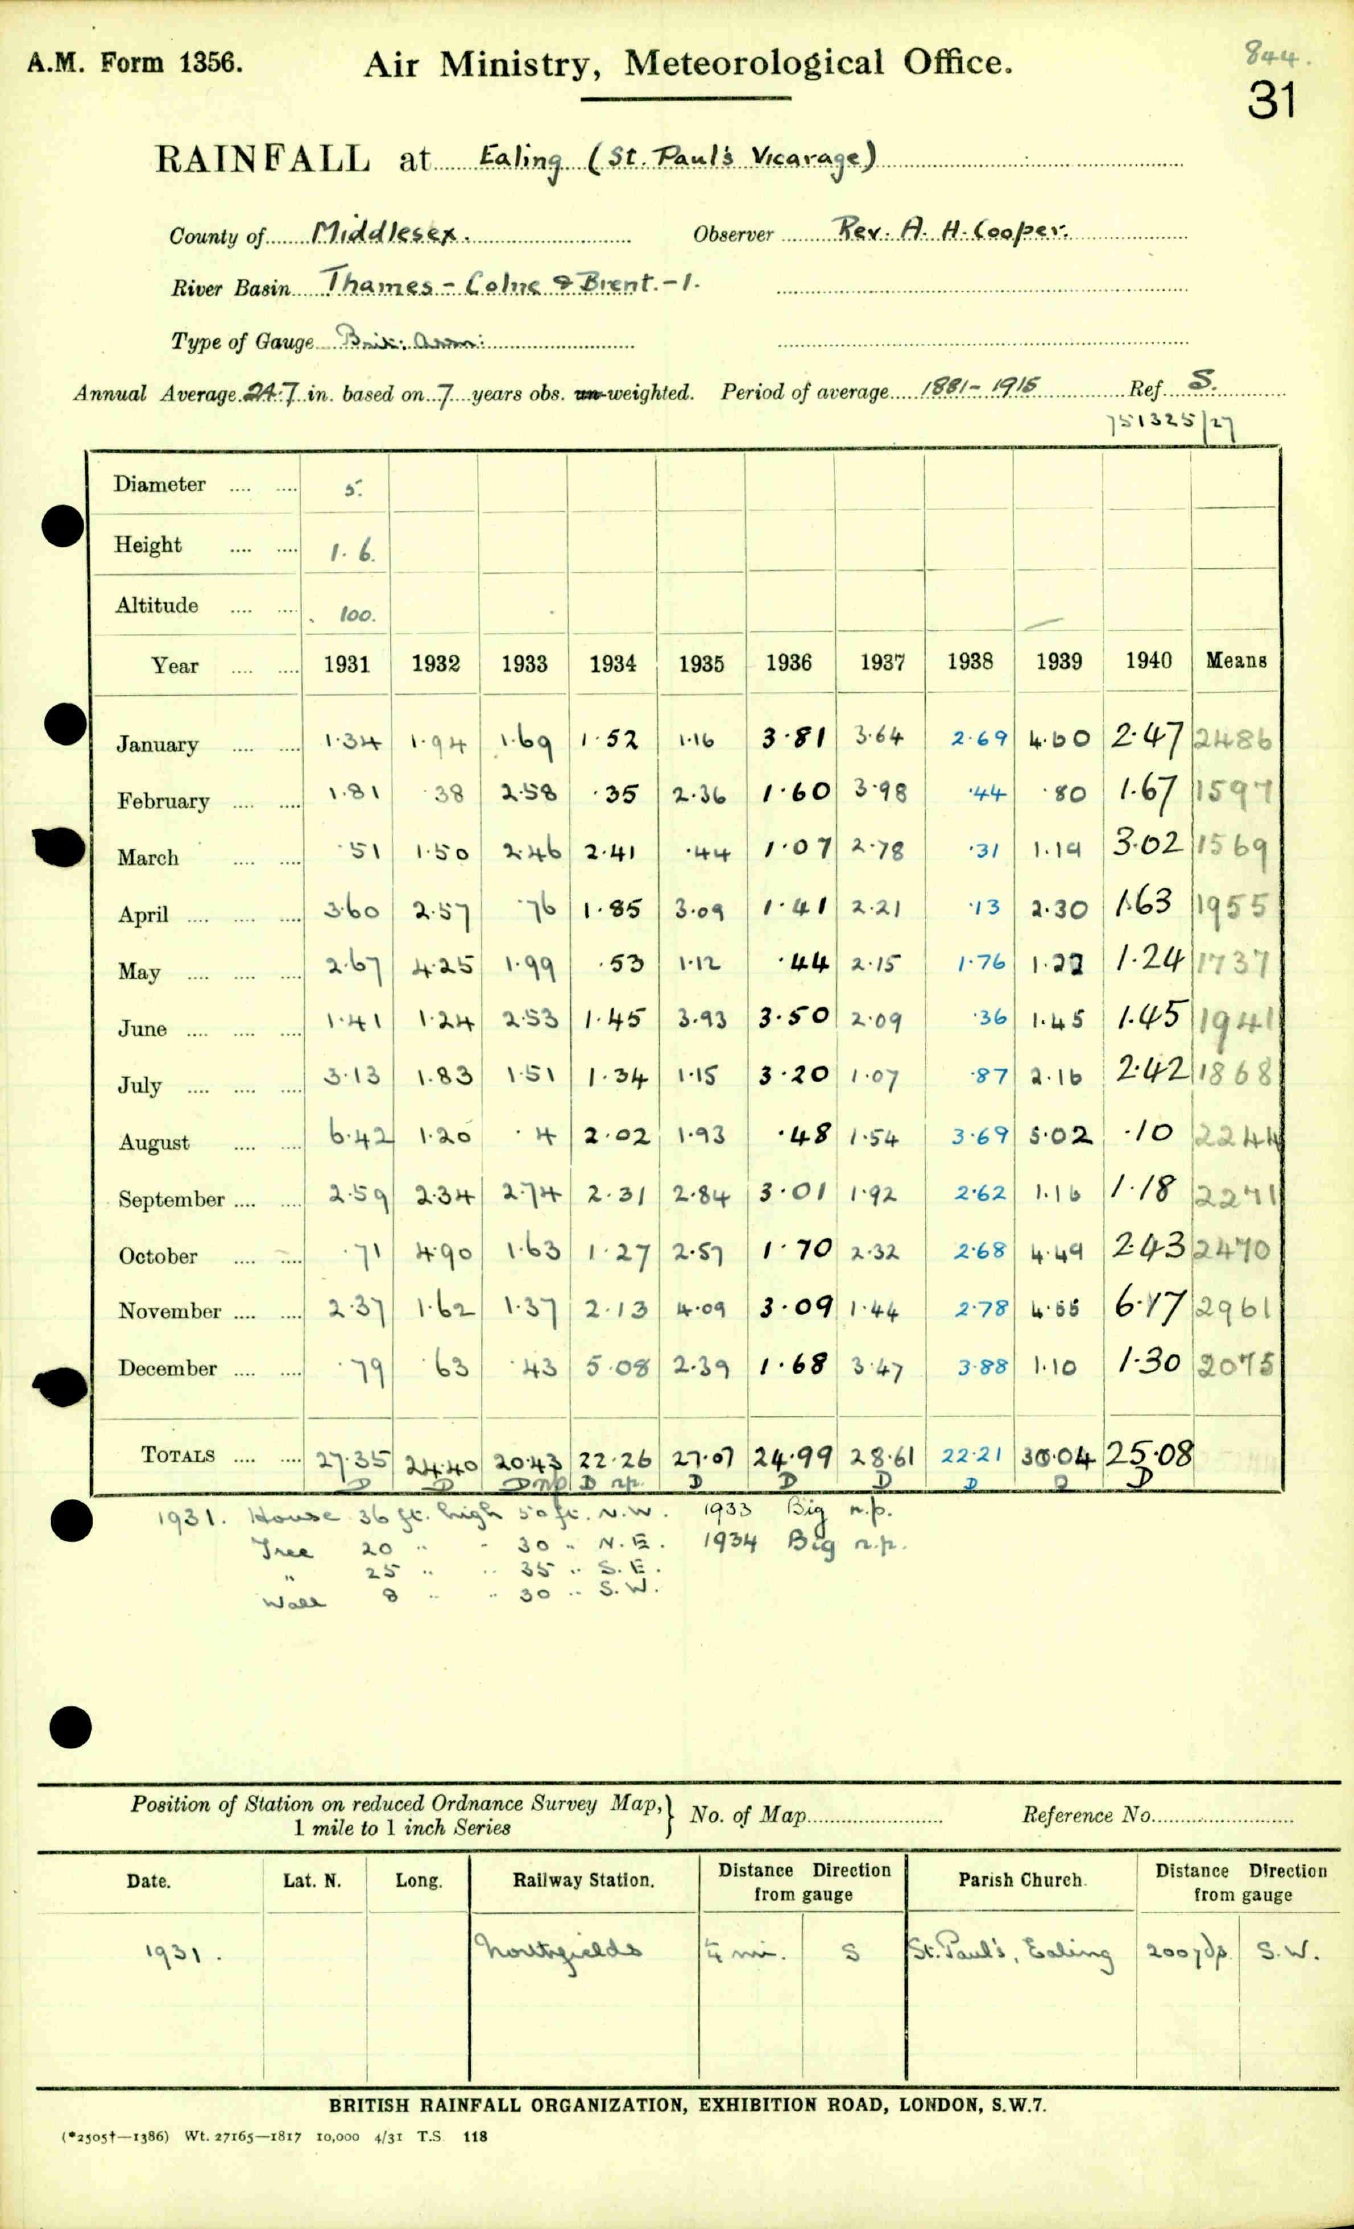 844.
A.M. Form 1356. Air Ministry, Meteorological Office. 31
RAINFALL at Ealing (St. Paul's Vicarage)
County of Middlesex. Observer Rev. A. H. Cooper.
River Basin Thames - Colne & Brent. - 1.
Type of Gauge
Annual Average 24.7 in. based on 7 years obs. un-weighted. Period of average 1881-1915 Ref S.
751325/27
Diameter 5.
Height 1. 6.
Altitude 100.
Year 1931 1932 1933 1934 1935 1936 1937 1938 1939 1940 Means
January 1.34 1.94 1.69 1.52 1.16 3.81 3.64 2.69 4.60 2.47 2486
February 1.81 .38 2.58 .35 2.36 1.60 3.98 .44 .80 1.67 1597
March .51 1.50 2.46 2.41 .44 1.07 2.78 .31 1.19 3.02 1569
April 3.60 2.57 .76 1.85 3.09 1.41 2.21 .13 2.30 1.63 1955
May 2.67 4.25 1.99 .53 1.12 .44 2.15 1.76 1.22 1.24 1737
June 1.41 1.24 2.53 1.45 3.93 3.50 2.09 .36 1.45 1.45 1941
July 3.13 1.83 1.51 1.34 1.15 3.20 1.07 .87 2.16 2.42 1868
August 6.42 1.20 2.02 1.93 .48 1.54 3.69 5.02 .10 2244
September 2.59 2.34 2.74 2.31 2.84 3.01 1.92 2.62 1.16 1.18 2271
October .71 4.90 1.63 1.27 2.57 1.70 2.32 2.68 4.49 2.43 2470
November 2.37 1.62 1.37 2.13 4.09 3.09 1.44 2.78 4.55 6.17 2961
December .79 .63 .43 5.08 2.39 1.68 3.47 3.88 1.10 1.30 2075
TOTALS 27.35 24.40 20.43 22.26 27.07 24.99 28.61 22.21 30.04 25.08
D D D np D n.p. D D D D D D
1931. House 36 ft. high 50 ft. N.W. 1933 Big n.p.
Tree 20 " " 30 " N.E. 1934 Big n.p.
" 25 " " 35 " S.E.
Wall 8 " " 30 " S.W.
Position of Station on reduced Ordnance Survey Map, 1 mile to 1 inch Series } No. of Map Reference No.
Date. Lat. N. Long. Railway Station. Distance Direction from gauge Parish Church. Distance Direction from gauge
1931. Northfields ¼ mi. S St. Paul's, Ealing 200 yds. S.W.
BRITISH RAINFALL ORGANIZATION, EXHIBITION ROAD, LONDON, S.W.7.
(*2505†—1386) Wt. 27165—1817 10,000 4/31 T.S. 118